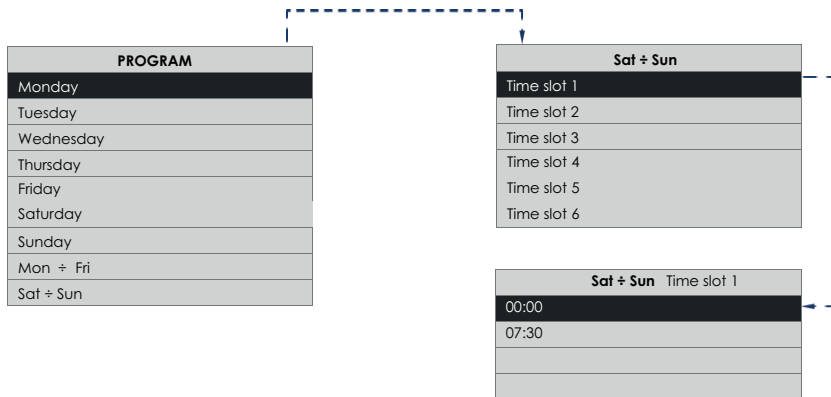 PROGRAM
Monday
Tuesday
Wednesday
Thursday
Friday
Saturday
Sunday
Mon ÷ Fri
Sat ÷ Sun
Sat ÷ Sun
Time slot 1
Time slot 2
Time slot 3
Time slot 4
Time slot 5
Time slot 6
Sat ÷ Sun Time slot 1
00:00
07:30